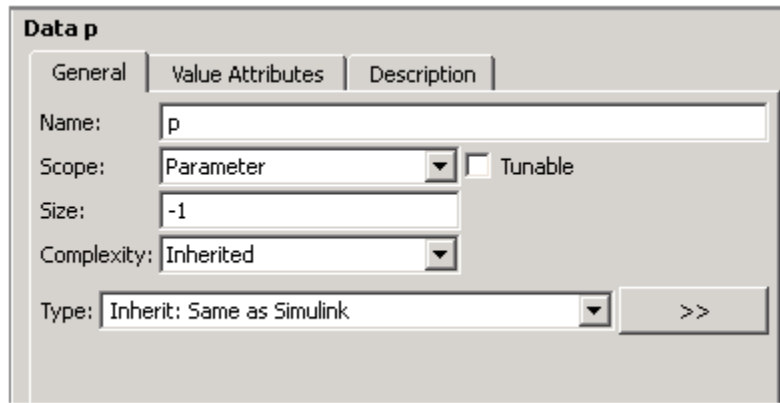 Data p
General Value Attributes Description
Name: p
Scope: Parameter Tunable
Size: -1
Complexity: Inherited
Type: Inherit: Same as Simulink >>